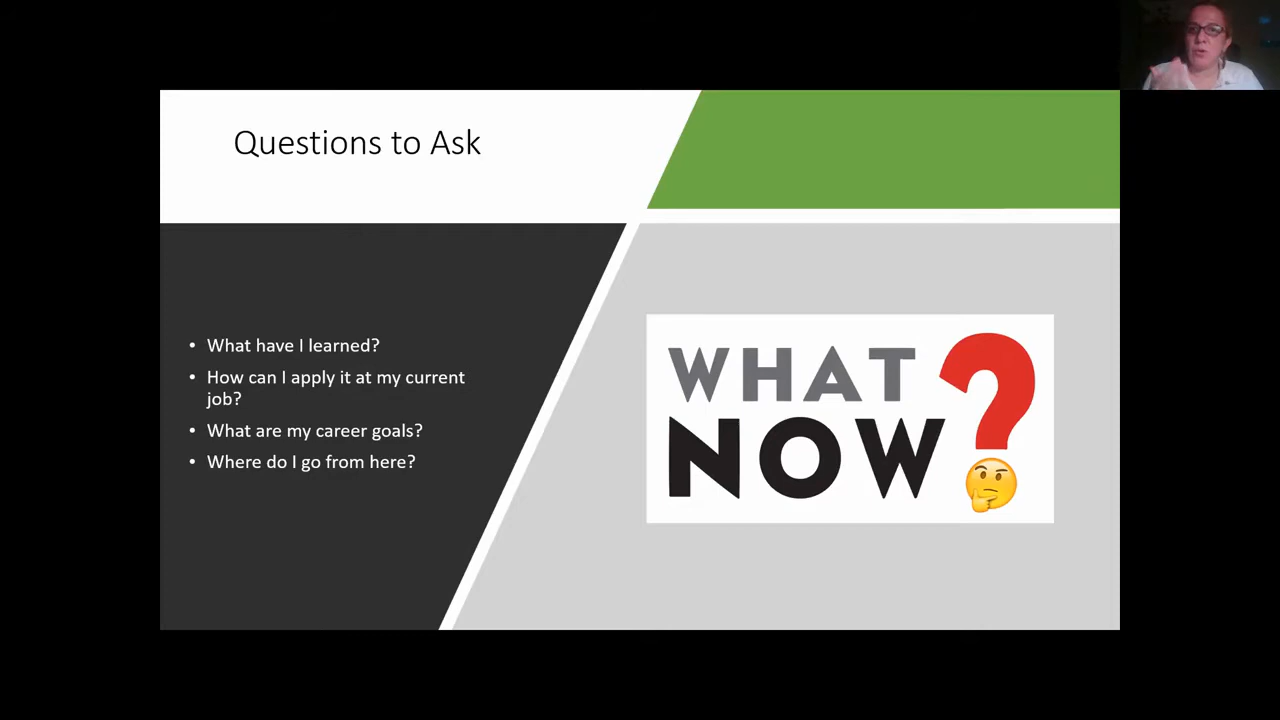 Questions to Ask
• What have I learned?
• How can I apply it at my current
job?
• What are my career goals?
• Where do I go from here?
WHAT
NOW?